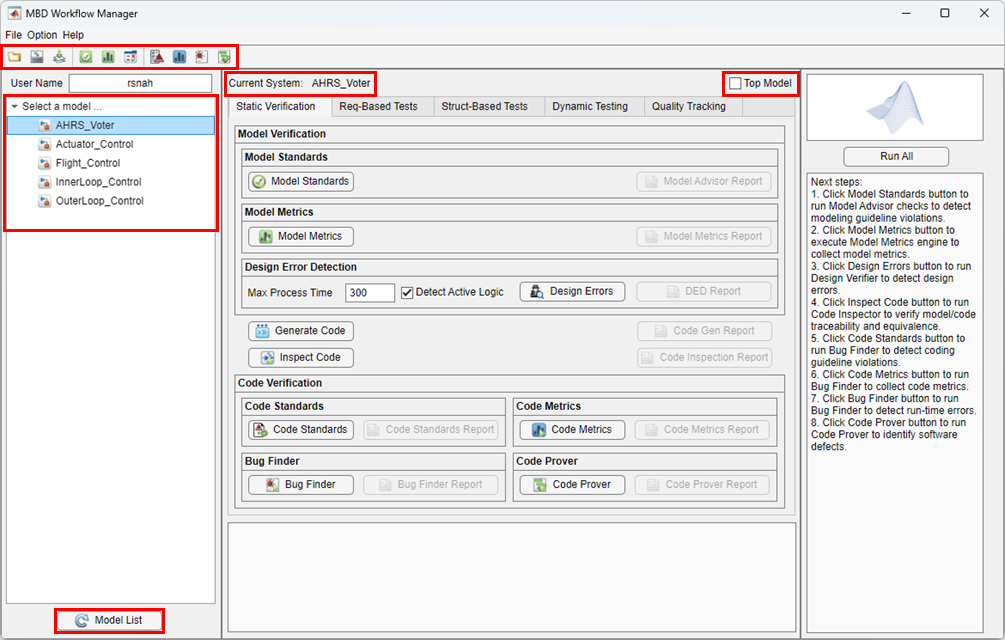 MBD Workflow Manager
File Option Help
User Name rsnah
Select a model ...
AHRS_Voter
Actuator_Control
Flight_Control
InnerLoop_Control
OuterLoop_Control
Model List
Current System: AHRS_Voter
Top Model
Static Verification Req-Based Tests Struct-Based Tests Dynamic Testing Quality Tracking
Model Verification
Model Standards
Model Standards Model Advisor Report
Model Metrics
Model Metrics Model Metrics Report
Design Error Detection
Max Process Time 300 Detect Active Logic Design Errors DED Report
Generate Code Code Gen Report
Inspect Code Code Inspection Report
Code Verification
Code Standards
Code Standards Code Standards Report
Code Metrics
Code Metrics Code Metrics Report
Bug Finder
Bug Finder Bug Finder Report
Code Prover
Code Prover Code Prover Report
Run All
Next steps:
1. Click Model Standards button to
run Model Advisor checks to detect
modeling guideline violations.
2. Click Model Metrics button to
execute Model Metrics engine to
collect model metrics.
3. Click Design Errors button to run
Design Verifier to detect design
errors.
4. Click Inspect Code button to run
Code Inspector to verify model/code
traceability and equivalence.
5. Click Code Standards button to
run Bug Finder to detect coding
guideline violations.
6. Click Code Metrics button to run
Bug Finder to collect code metrics.
7. Click Bug Finder button to run
Bug Finder to detect run-time errors.
8. Click Code Prover button to run
Code Prover to identify software
defects.